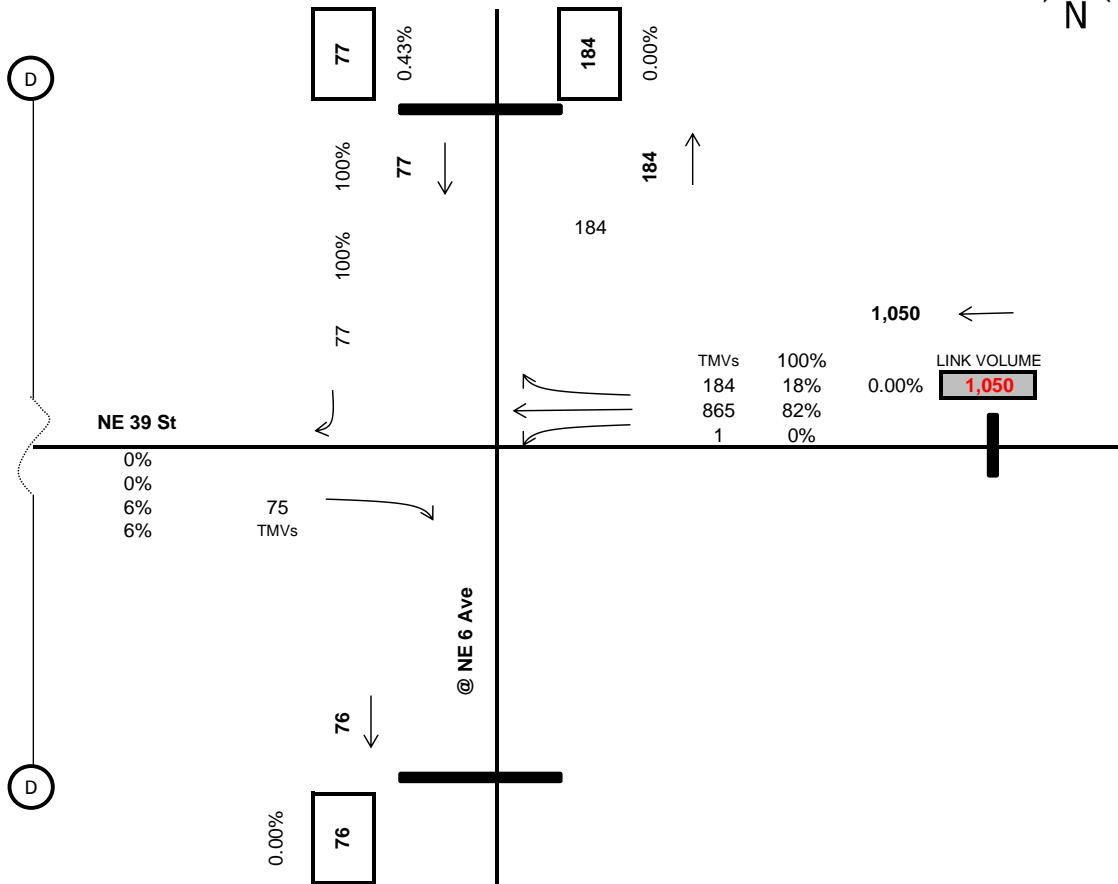 N
D
77
0.43%
184
0.00%
100%
77
184
184
100%
1,050
77
TMVs 100% LINK VOLUME
184 18% 0.00% 1,050
865 82%
1 0%
NE 39 St
0%
0%
6% 75
6% TMVs
@ NE 6 Ave
76
D
0.00%
76